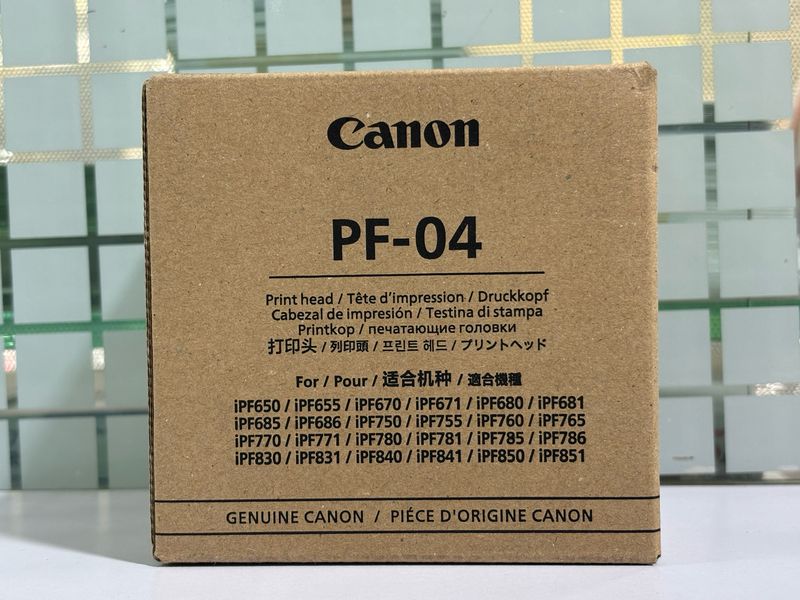 Canon
PF-04
Print head / Tête d'impression / Druckkopf
Cabezal de impresión / Testina di stampa
Printkop / печатающие головки
打印头 / 列印頭 / 프린트 헤드 / プリントヘッド
For / Pour / 适合机种 / 適合機種
iPF650 / iPF655 / iPF670 / iPF671 / iPF680 / iPF681
iPF685 / iPF686 / iPF750 / iPF755 / iPF760 / iPF765
iPF770 / iPF771 / iPF780 / iPF781 / iPF785 / iPF786
iPF830 / iPF831 / iPF840 / iPF841 / iPF850 / iPF851
GENUINE CANON / PIÉCE D'ORIGINE CANON